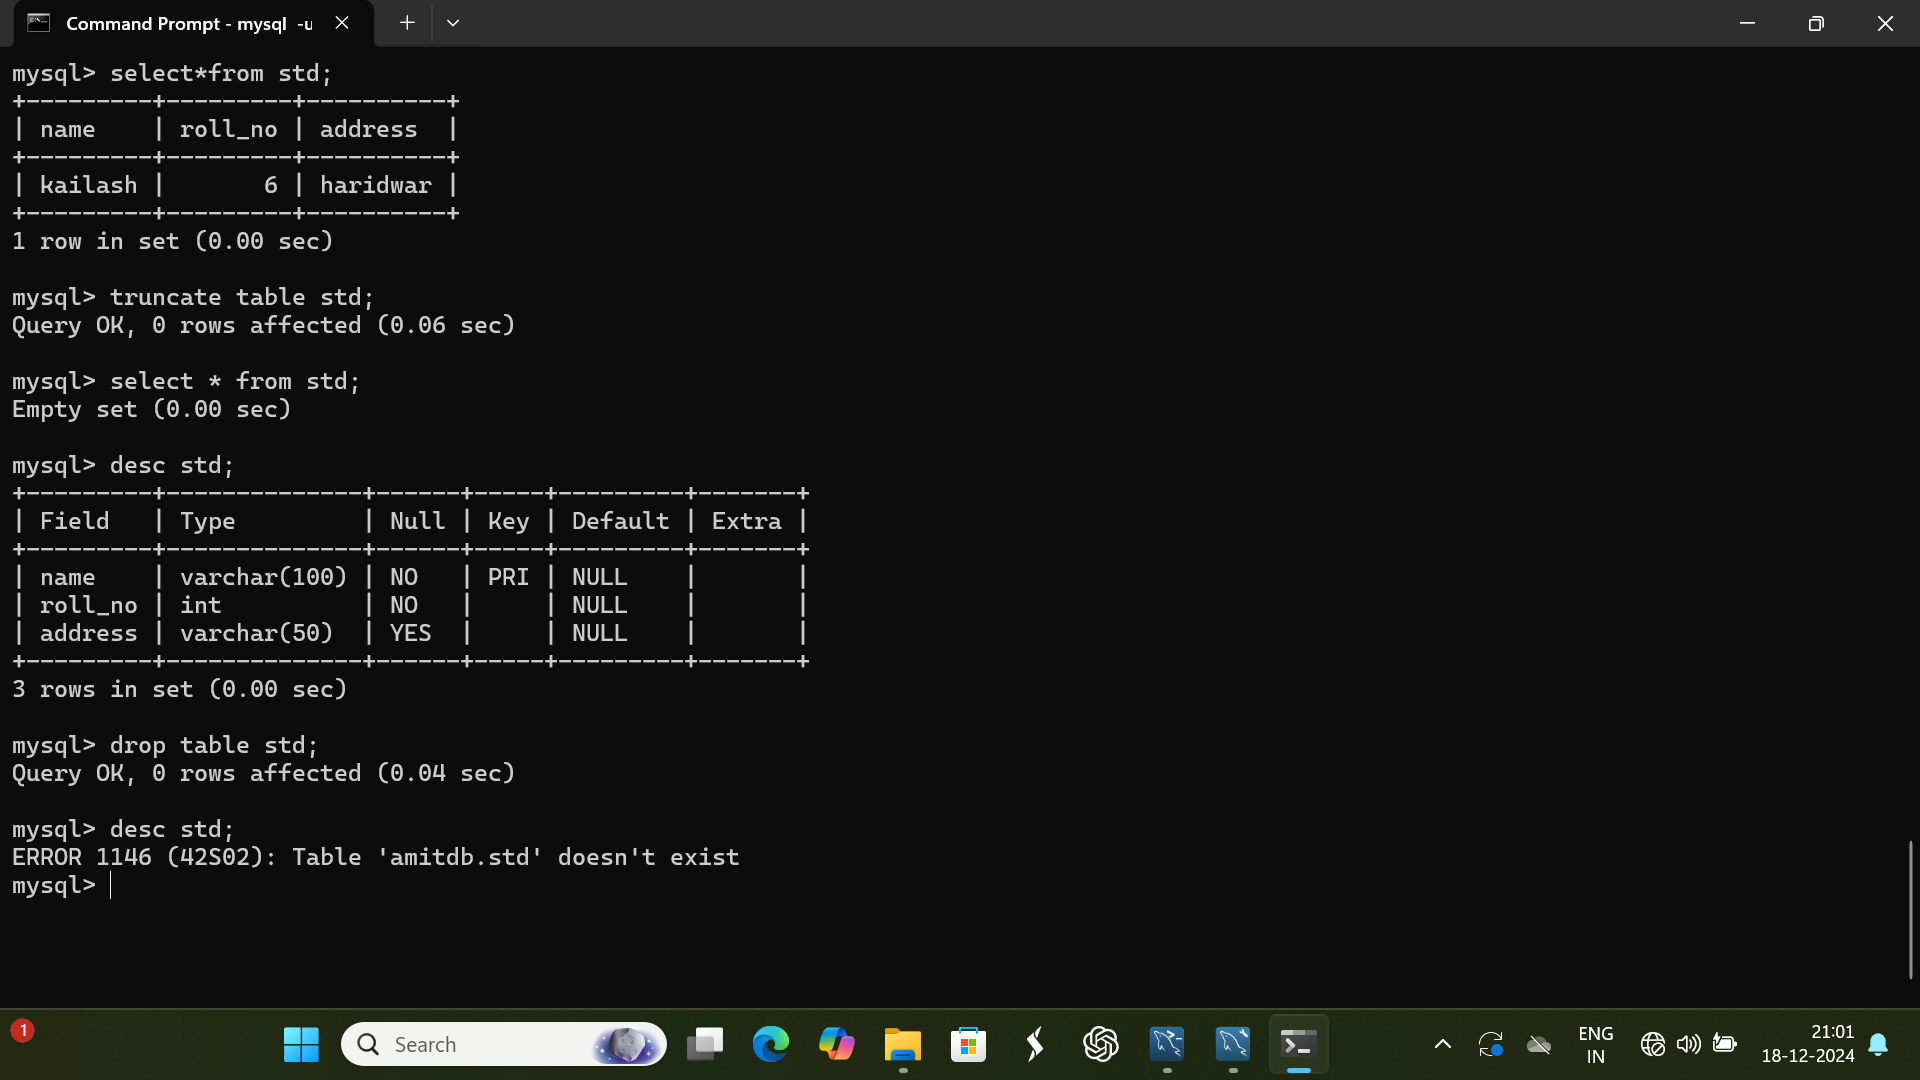 Command Prompt - mysql -u
mysql> select*from std;
+---------+---------+----------+
| name    | roll_no | address  |
+---------+---------+----------+
| kailash |       6 | haridwar |
+---------+---------+----------+
1 row in set (0.00 sec)
mysql> truncate table std;
Query OK, 0 rows affected (0.06 sec)
mysql> select * from std;
Empty set (0.00 sec)
mysql> desc std;
+---------+--------------+------+-----+---------+-------+
| Field   | Type         | Null | Key | Default | Extra |
+---------+--------------+------+-----+---------+-------+
| name    | varchar(100) | NO   | PRI | NULL    |       |
| roll_no | int          | NO   |     | NULL    |       |
| address | varchar(50)  | YES  |     | NULL    |       |
+---------+--------------+------+-----+---------+-------+
3 rows in set (0.00 sec)
mysql> drop table std;
Query OK, 0 rows affected (0.04 sec)
mysql> desc std;
ERROR 1146 (42S02): Table 'amitdb.std' doesn't exist
mysql>
1
Search
ENG
IN
21:01
18-12-2024